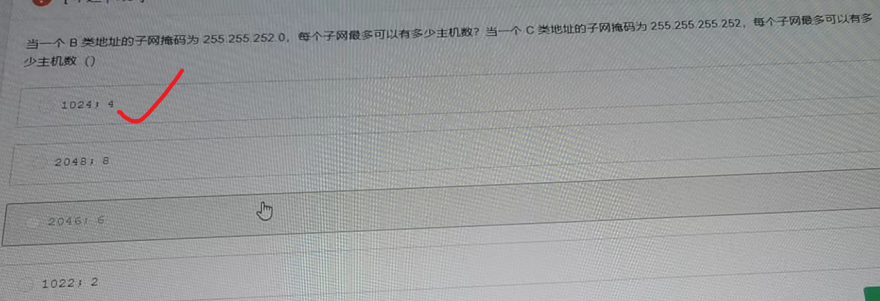 当一个 B 类地址的子网掩码为 255.255.252.0，每个子网最多可以有多少主机数？当一个 C 类地址的子网掩码为 255.255.255.252，每个子网最多可以有多
少主机数（）
1024；4
2048；8
2046；6
1022；2